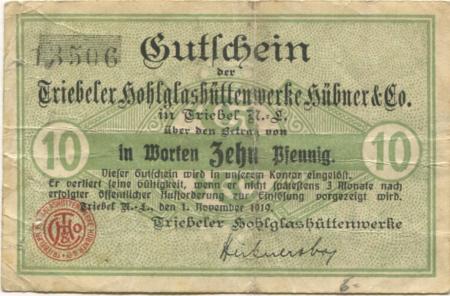 13506
Gutschein
der
Triebeler Hohlglashüttenwerke Hübner & Co.
in Triebel N.-L.
über den Betrag von
10 in Worten Zehn Pfennig. 10
Dieser Gutschein wird in unserem Kontor eingelöst.
Er verliert seine Gültigkeit, wenn er nicht spätestens 3 Monate nach
erfolgter öffentlicher Aufforderung zur Einlösung vorgezeigt wird.
Triebel N.-L., den 1. November 1919.
Triebeler Hohlglashüttenwerke
6.-